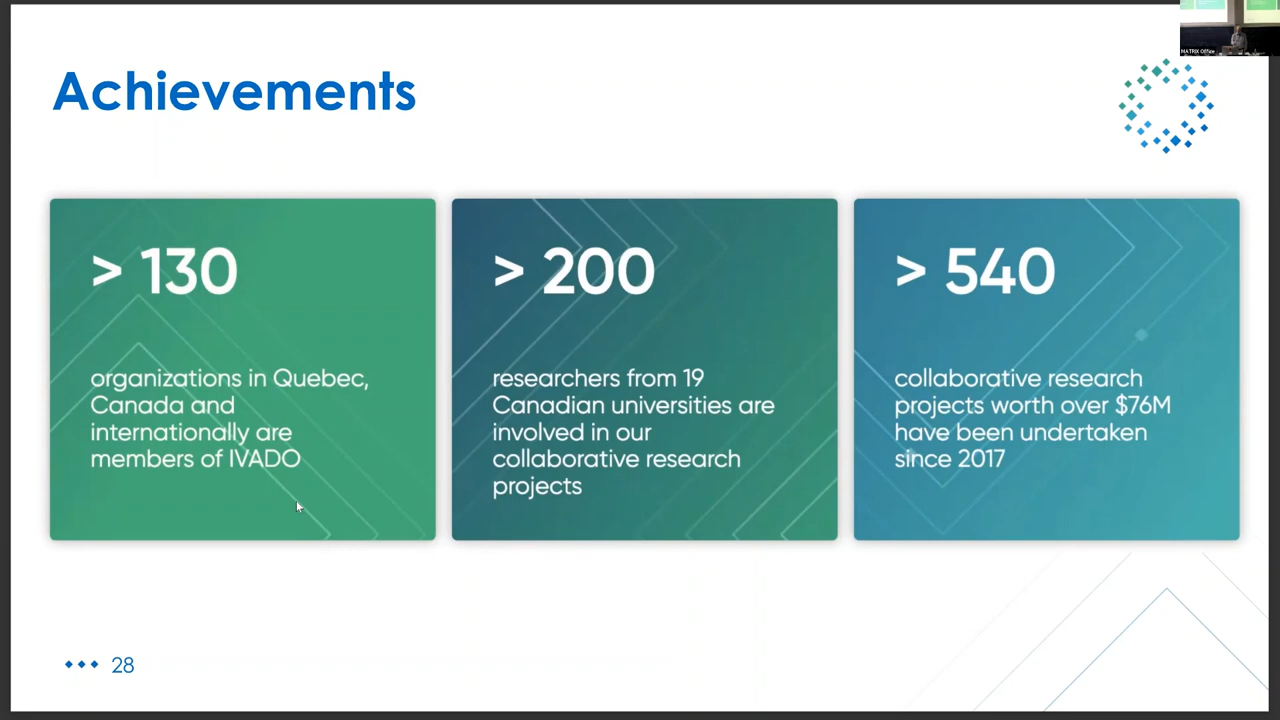 MATRIX Office
Achievements
> 130
organizations in Quebec,
Canada and
internationally are
members of IVADO
> 200
researchers from 19
Canadian universities are
involved in our
collaborative research
projects
> 540
collaborative research
projects worth over $76M
have been undertaken
since 2017
28